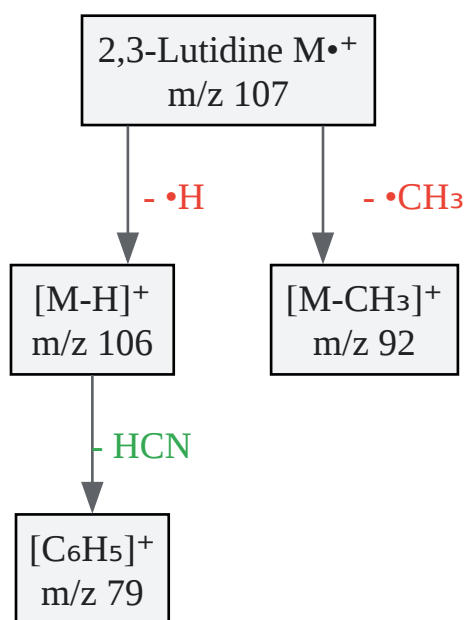 2,3-Lutidine M•⁺
m/z 107
- •H
- •CH₃
[M-H]⁺
m/z 106
[M-CH₃]⁺
m/z 92
- HCN
[C₆H₅]⁺
m/z 79